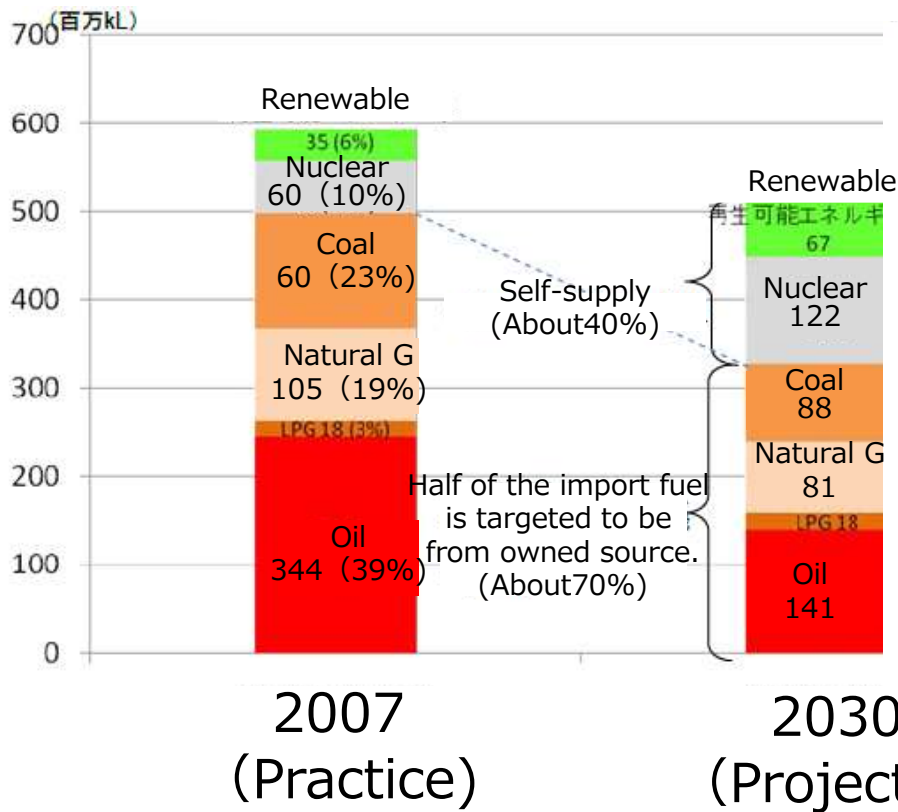 （百万kL）
700
600
500
400
300
200
100
0
Renewable
35 (6%)
Nuclear
60（10%）
Coal
60（23%）
Natural G
105（19%）
LPG 18 (3%)
Oil
344（39%）
Self-supply
(About40%)
Half of the import fuel
is targeted to be
from owned source.
(About70%)
Renewable
再生可能エネルギ
67
Nuclear
122
Coal
88
Natural G
81
LPG 18
Oil
141
2007
(Practice)
2030
(Project